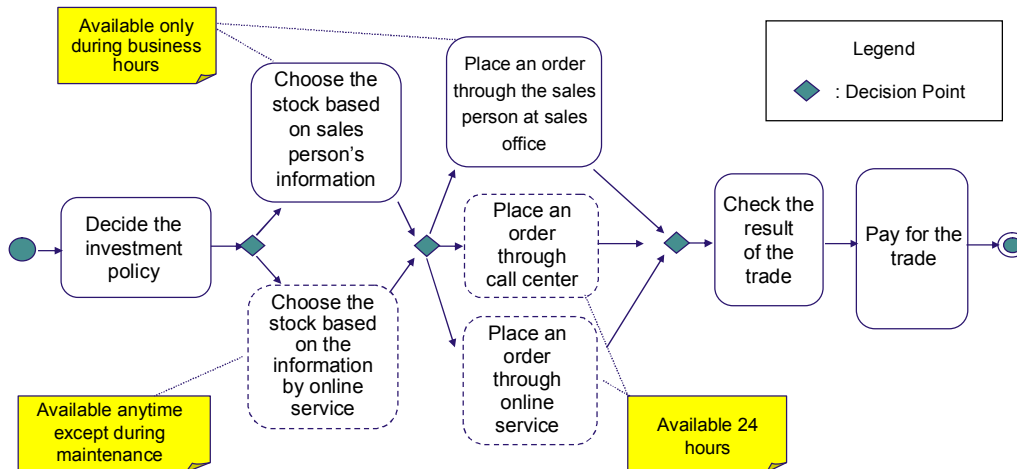 Available only
during business
hours
Choose the
stock based
on sales
person's
information
Place an order
through the sales
person at sales
office
Legend
: Decision Point
Decide the
investment
policy
Place an
order
through
call center
Check the
result
of the
trade
Pay for the
trade
Choose the
stock based
on the
information
by online
service
Place an
order
through
online
service
Available anytime
except during
maintenance
Available 24
hours